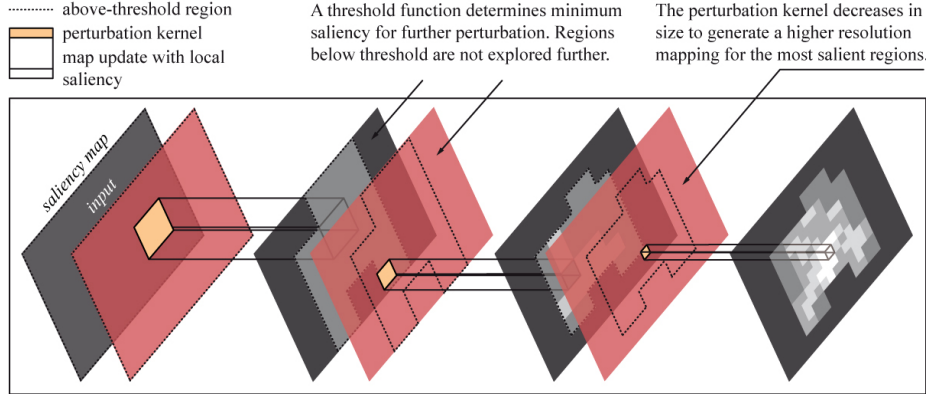 above-threshold region
perturbation kernel
map update with local
saliency
A threshold function determines minimum
saliency for further perturbation. Regions
below threshold are not explored further.
The perturbation kernel decreases in
size to generate a higher resolution
mapping for the most salient regions.
saliency map
input